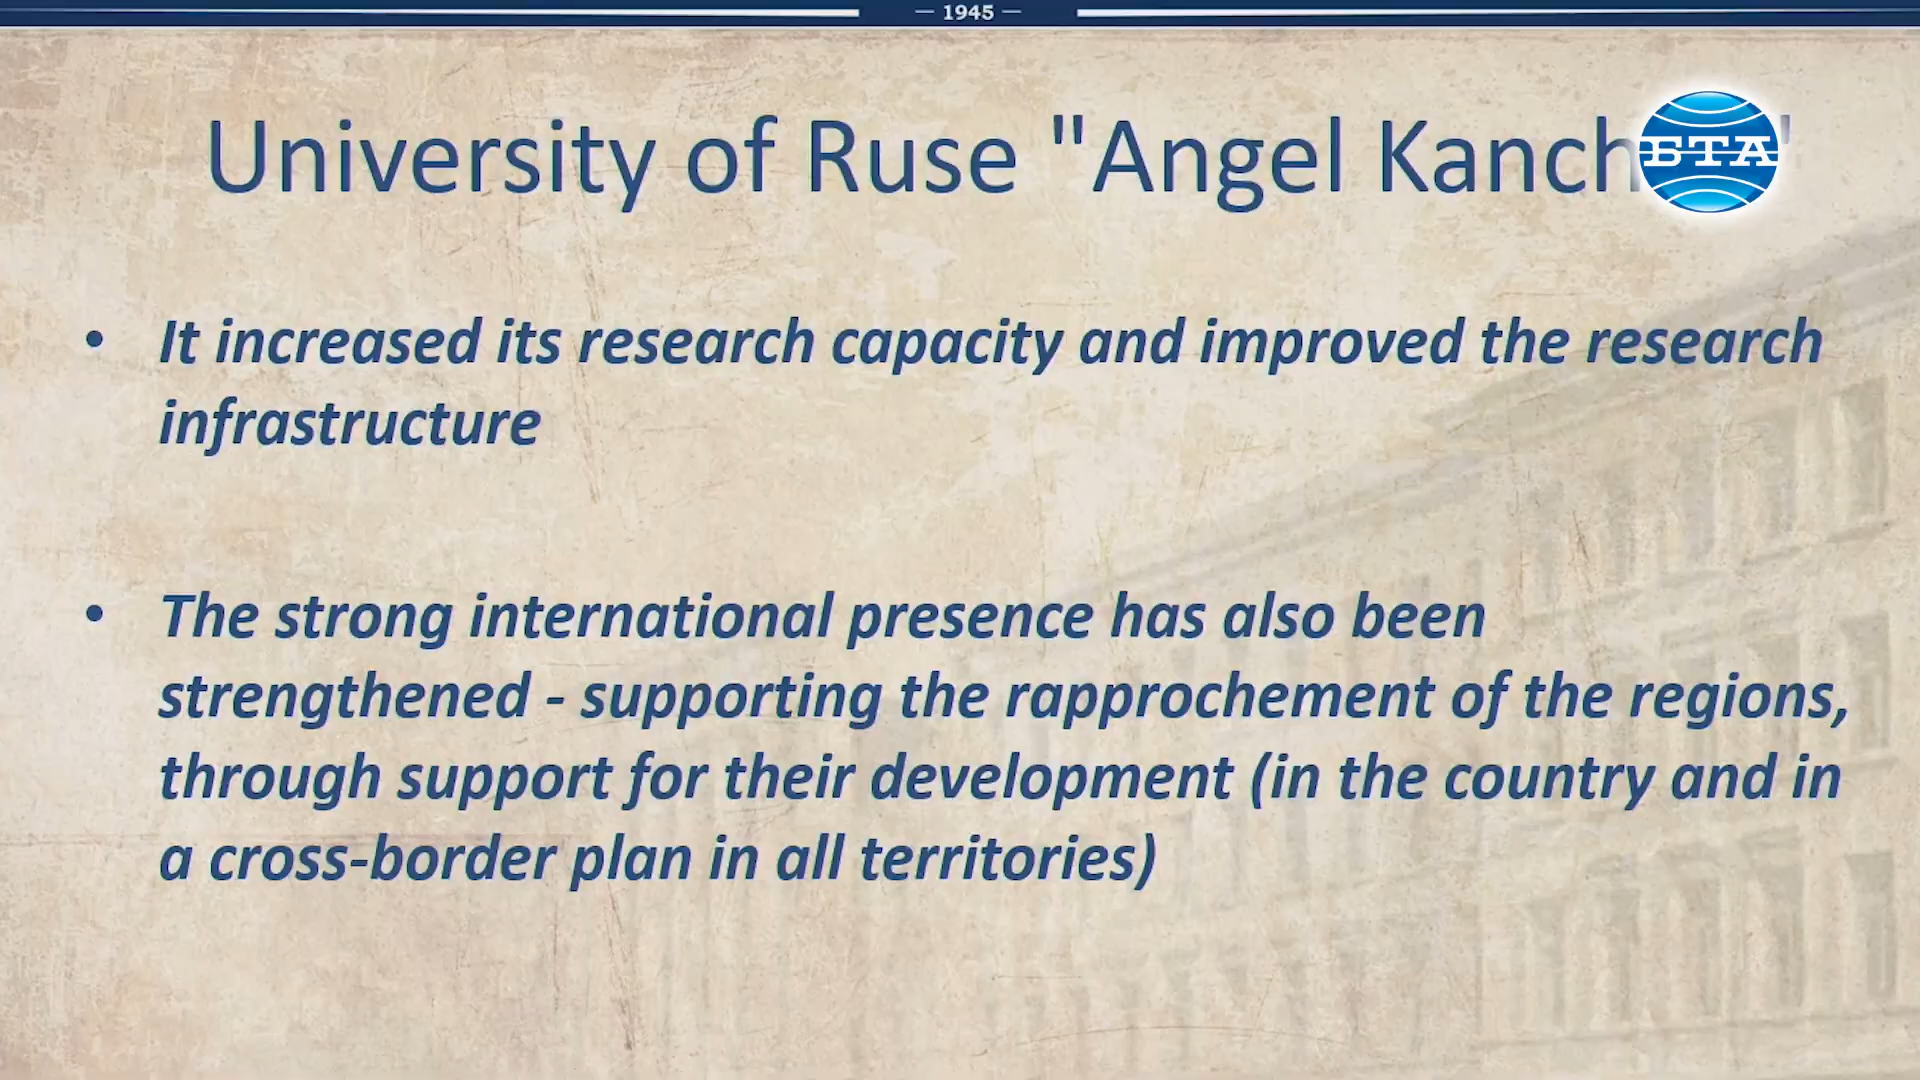 — 1945 —
University of Ruse "Angel
БТА
• It increased its research capacity and improved the research
infrastructure
• The strong international presence has also been
strengthened - supporting the rapprochement of the regions,
through support for their development (in the country and in
a cross-border plan in all territories)